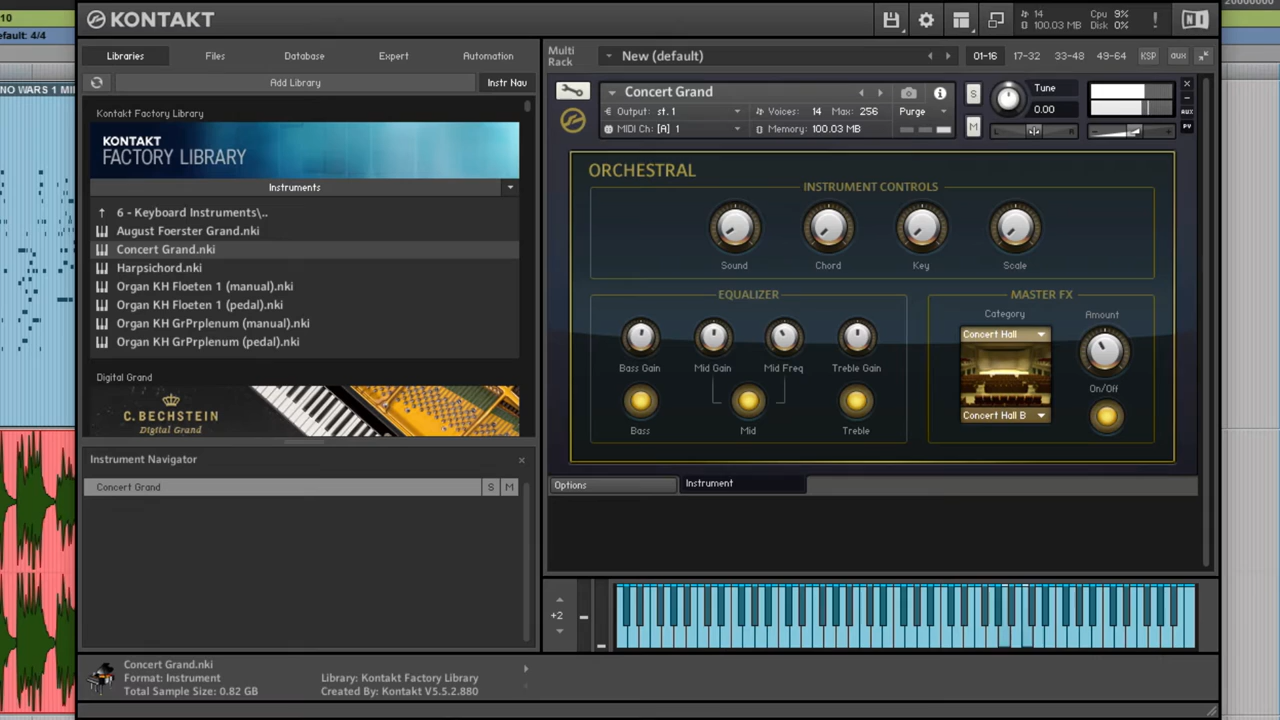 10
efault: 4/4
NO WARS 1 MI
KONTAKT
14
100.03 MB
Cpu 9%
Disk 0%
!
NI
Libraries
Files
Database
Expert
Automation
Add Library
Instr Nav
Kontakt Factory Library
KONTAKT
FACTORY LIBRARY
Instruments
6 - Keyboard Instruments\..
August Foerster Grand.nki
Concert Grand.nki
Harpsichord.nki
Organ KH Floeten 1 (manual).nki
Organ KH Floeten 1 (pedal).nki
Organ KH GrPrplenum (manual).nki
Organ KH GrPrplenum (pedal).nki
Digital Grand
C. BECHSTEIN
Digital Grand
Instrument Navigator
Concert Grand
S M
Multi
Rack
New (default)
01-16 17-32 33-48 49-64 KSP aux
Concert Grand
Output: st.1
Voices: 14 Max: 256
Purge
MIDI Ch: [A] 1
Memory: 100.03 MB
S
M
Tune
0.00
L R
- +
AUX
PV
ORCHESTRAL
INSTRUMENT CONTROLS
Sound
Chord
Key
Scale
EQUALIZER
Bass Gain
Mid Gain
Mid Freq
Treble Gain
Bass
Mid
Treble
MASTER FX
Category
Amount
Concert Hall
Concert Hall B
On/Off
Options
Instrument
+2
Concert Grand.nki
Format: Instrument
Total Sample Size: 0.82 GB
Library: Kontakt Factory Library
Created By: Kontakt V5.5.2.880